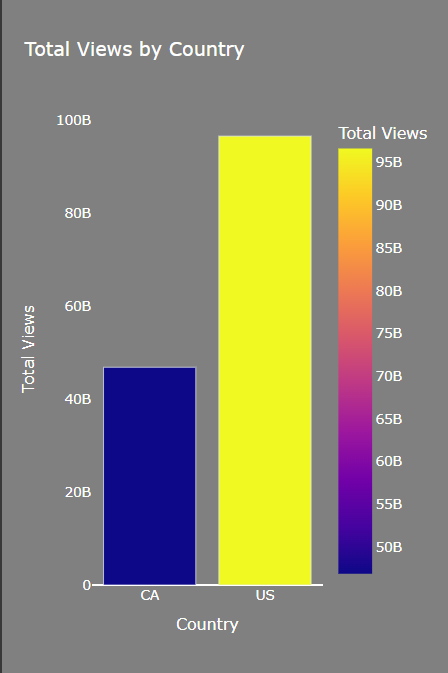 Total Views by Country
Total Views
100B
80B
60B
40B
20B
0
Total Views
CA
US
Country
95B
90B
85B
80B
75B
70B
65B
60B
55B
50B